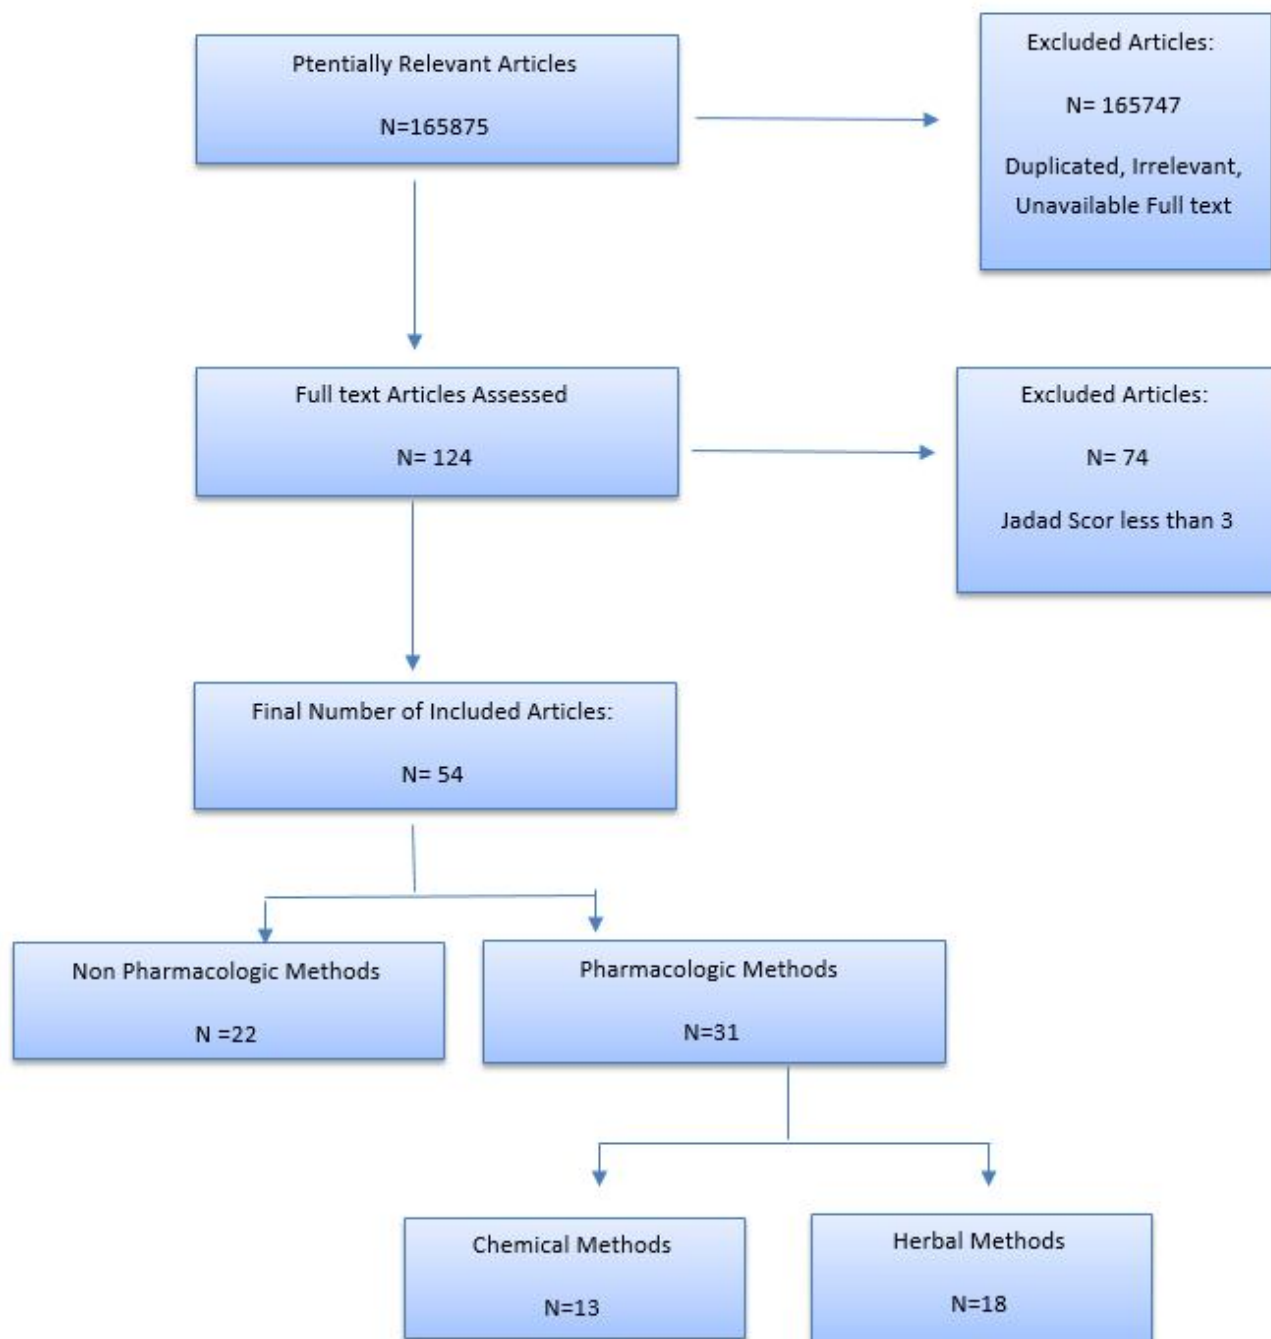 Ptentially Relevant Articles
N=165875
Excluded Articles:
N= 165747
Duplicated, Irrelevant,
Unavailable Full text
Full text Articles Assessed
N= 124
Excluded Articles:
N= 74
Jadad Scor less than 3
Final Number of Included Articles:
N= 54
Non Pharmacologic Methods
N =22
Pharmacologic Methods
N=31
Chemical Methods
N=13
Herbal Methods
N=18